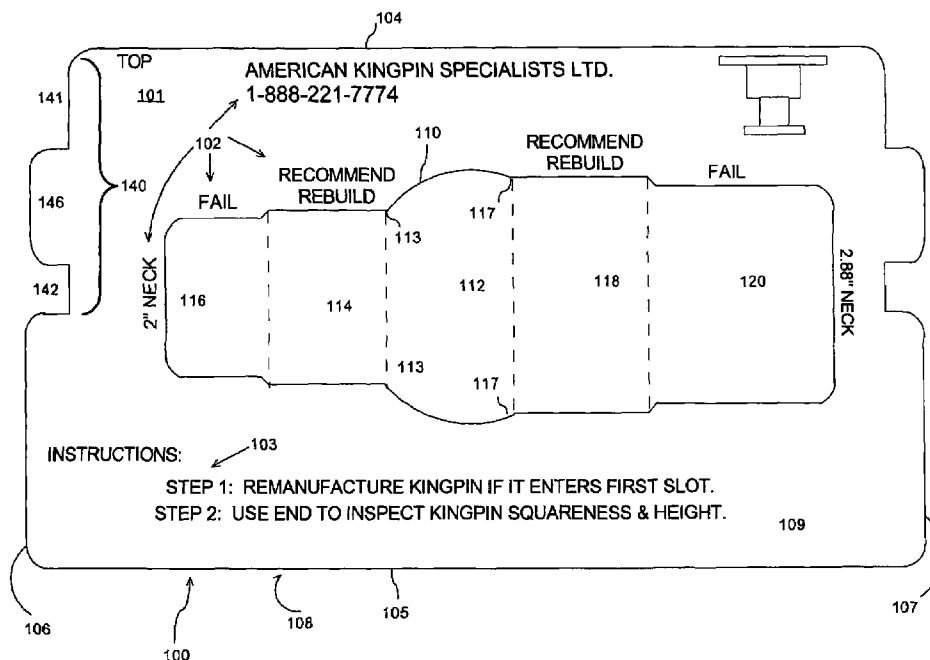 104
TOP
AMERICAN KINGPIN SPECIALISTS LTD.
1-888-221-7774
141
101
110
102
RECOMMEND
REBUILD
RECOMMEND
REBUILD
146
140
FAIL
FAIL
117
113
142
2" NECK
116
114
112
118
120
2.88" NECK
113
117
INSTRUCTIONS:
103
STEP 1: REMANUFACTURE KINGPIN IF IT ENTERS FIRST SLOT.
STEP 2: USE END TO INSPECT KINGPIN SQUARENESS & HEIGHT.
109
106
108
105
107
100